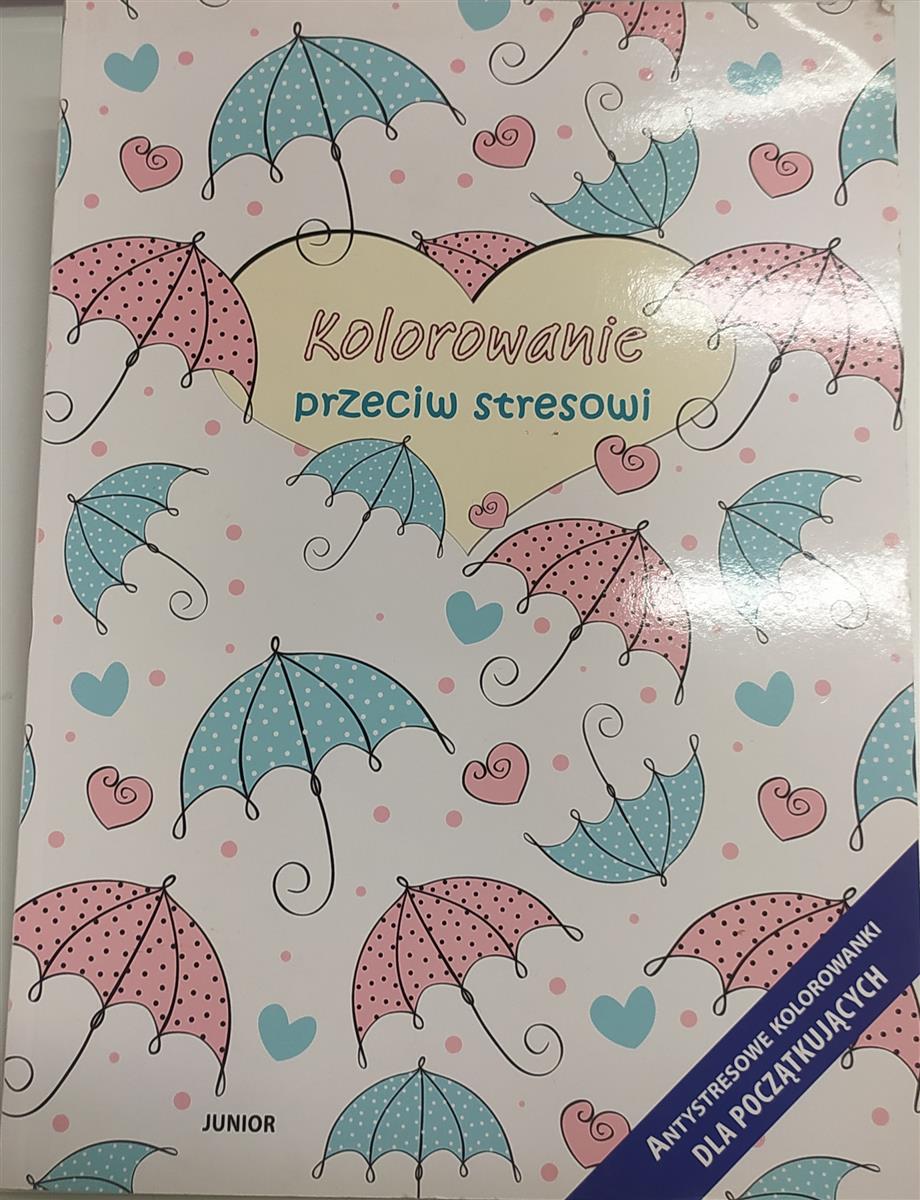 Kolorowanie
przeciw stresowi
JUNIOR
ANTYSTRESOWE KOLOROWANKI
DLA POCZĄTKUJĄCYCH